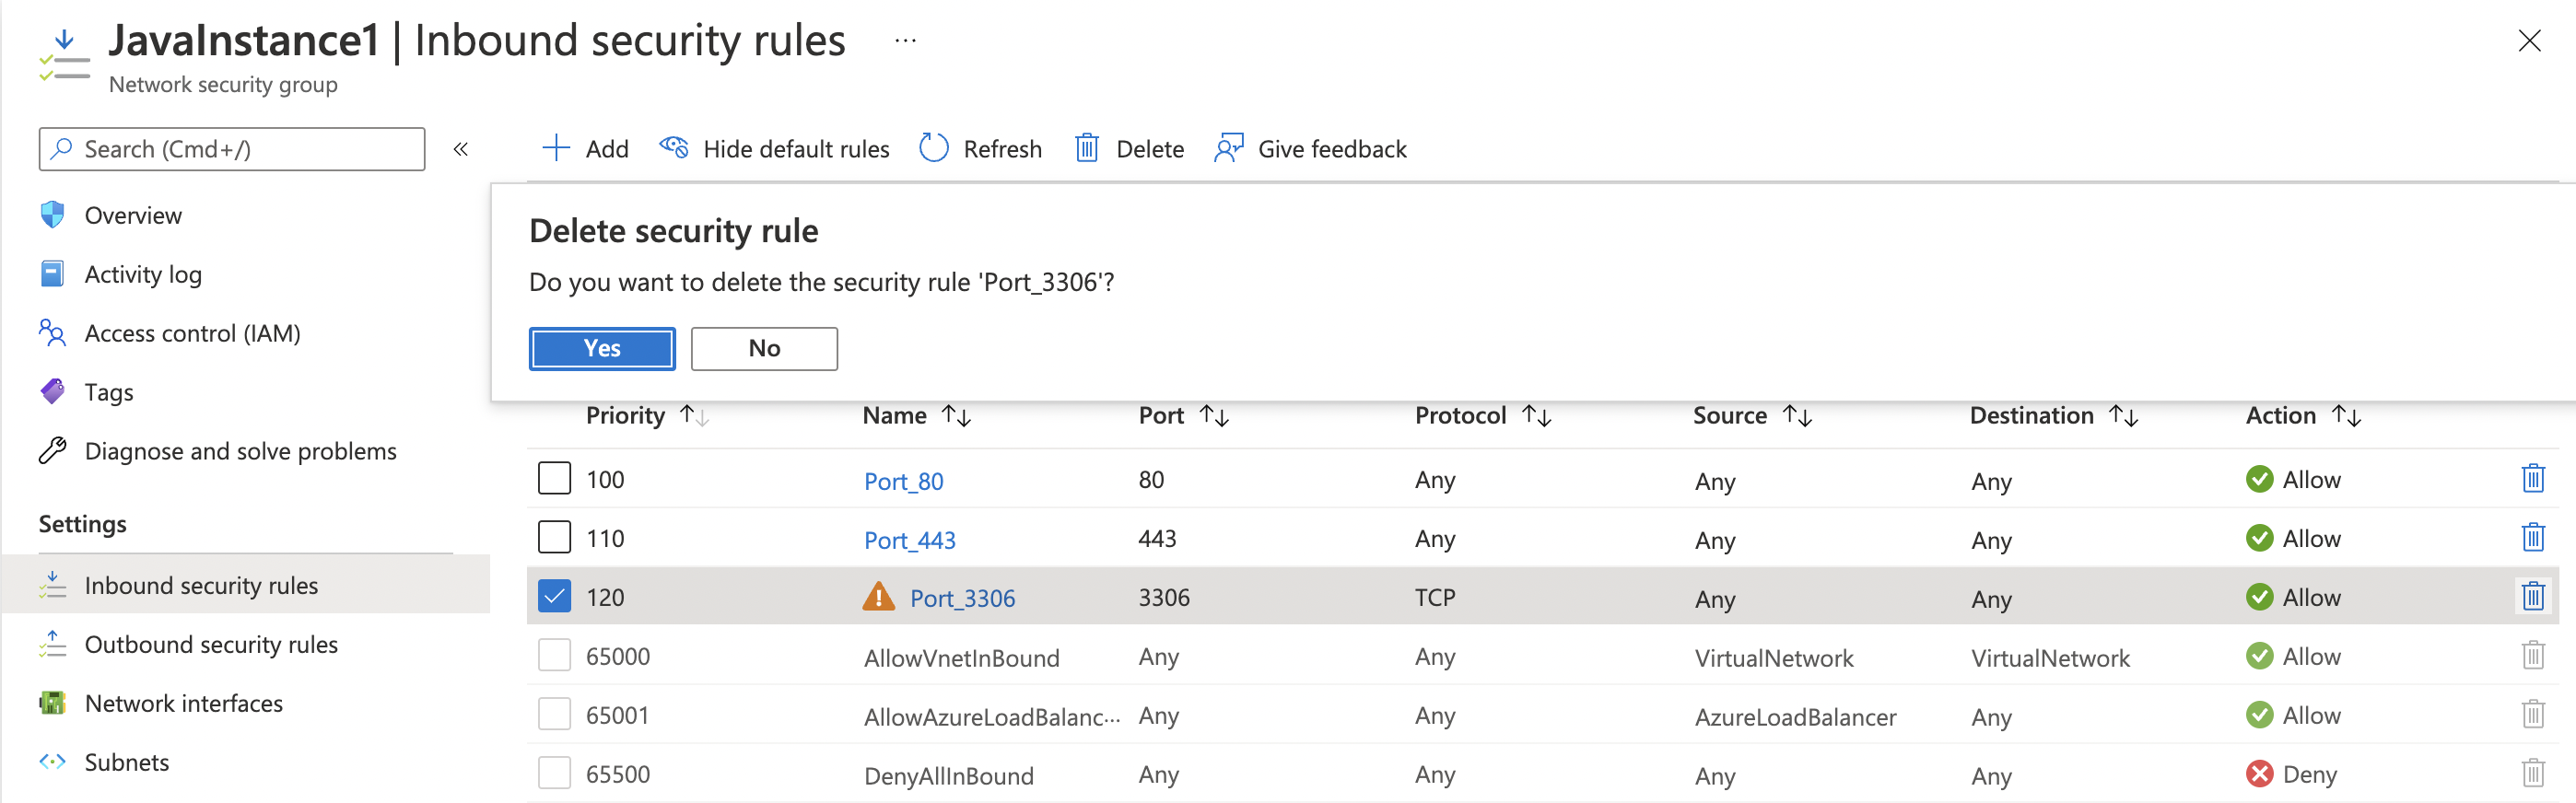 JavaInstance1 | Inbound security rules ...
Network security group
Search (Cmd+/) «
Add Hide default rules Refresh Delete Give feedback
Overview
Activity log
Access control (IAM)
Tags
Diagnose and solve problems
Settings
Inbound security rules
Outbound security rules
Network interfaces
Subnets
Delete security rule
Do you want to delete the security rule 'Port_3306'?
Yes No
Priority ↑↓ Name ↑↓ Port ↑↓ Protocol ↑↓ Source ↑↓ Destination ↑↓ Action ↑↓
100 Port_80 80 Any Any Any Allow
110 Port_443 443 Any Any Any Allow
120 Port_3306 3306 TCP Any Any Allow
65000 AllowVnetInBound Any Any VirtualNetwork VirtualNetwork Allow
65001 AllowAzureLoadBalanc... Any Any AzureLoadBalancer Any Allow
65500 DenyAllInBound Any Any Any Any Deny